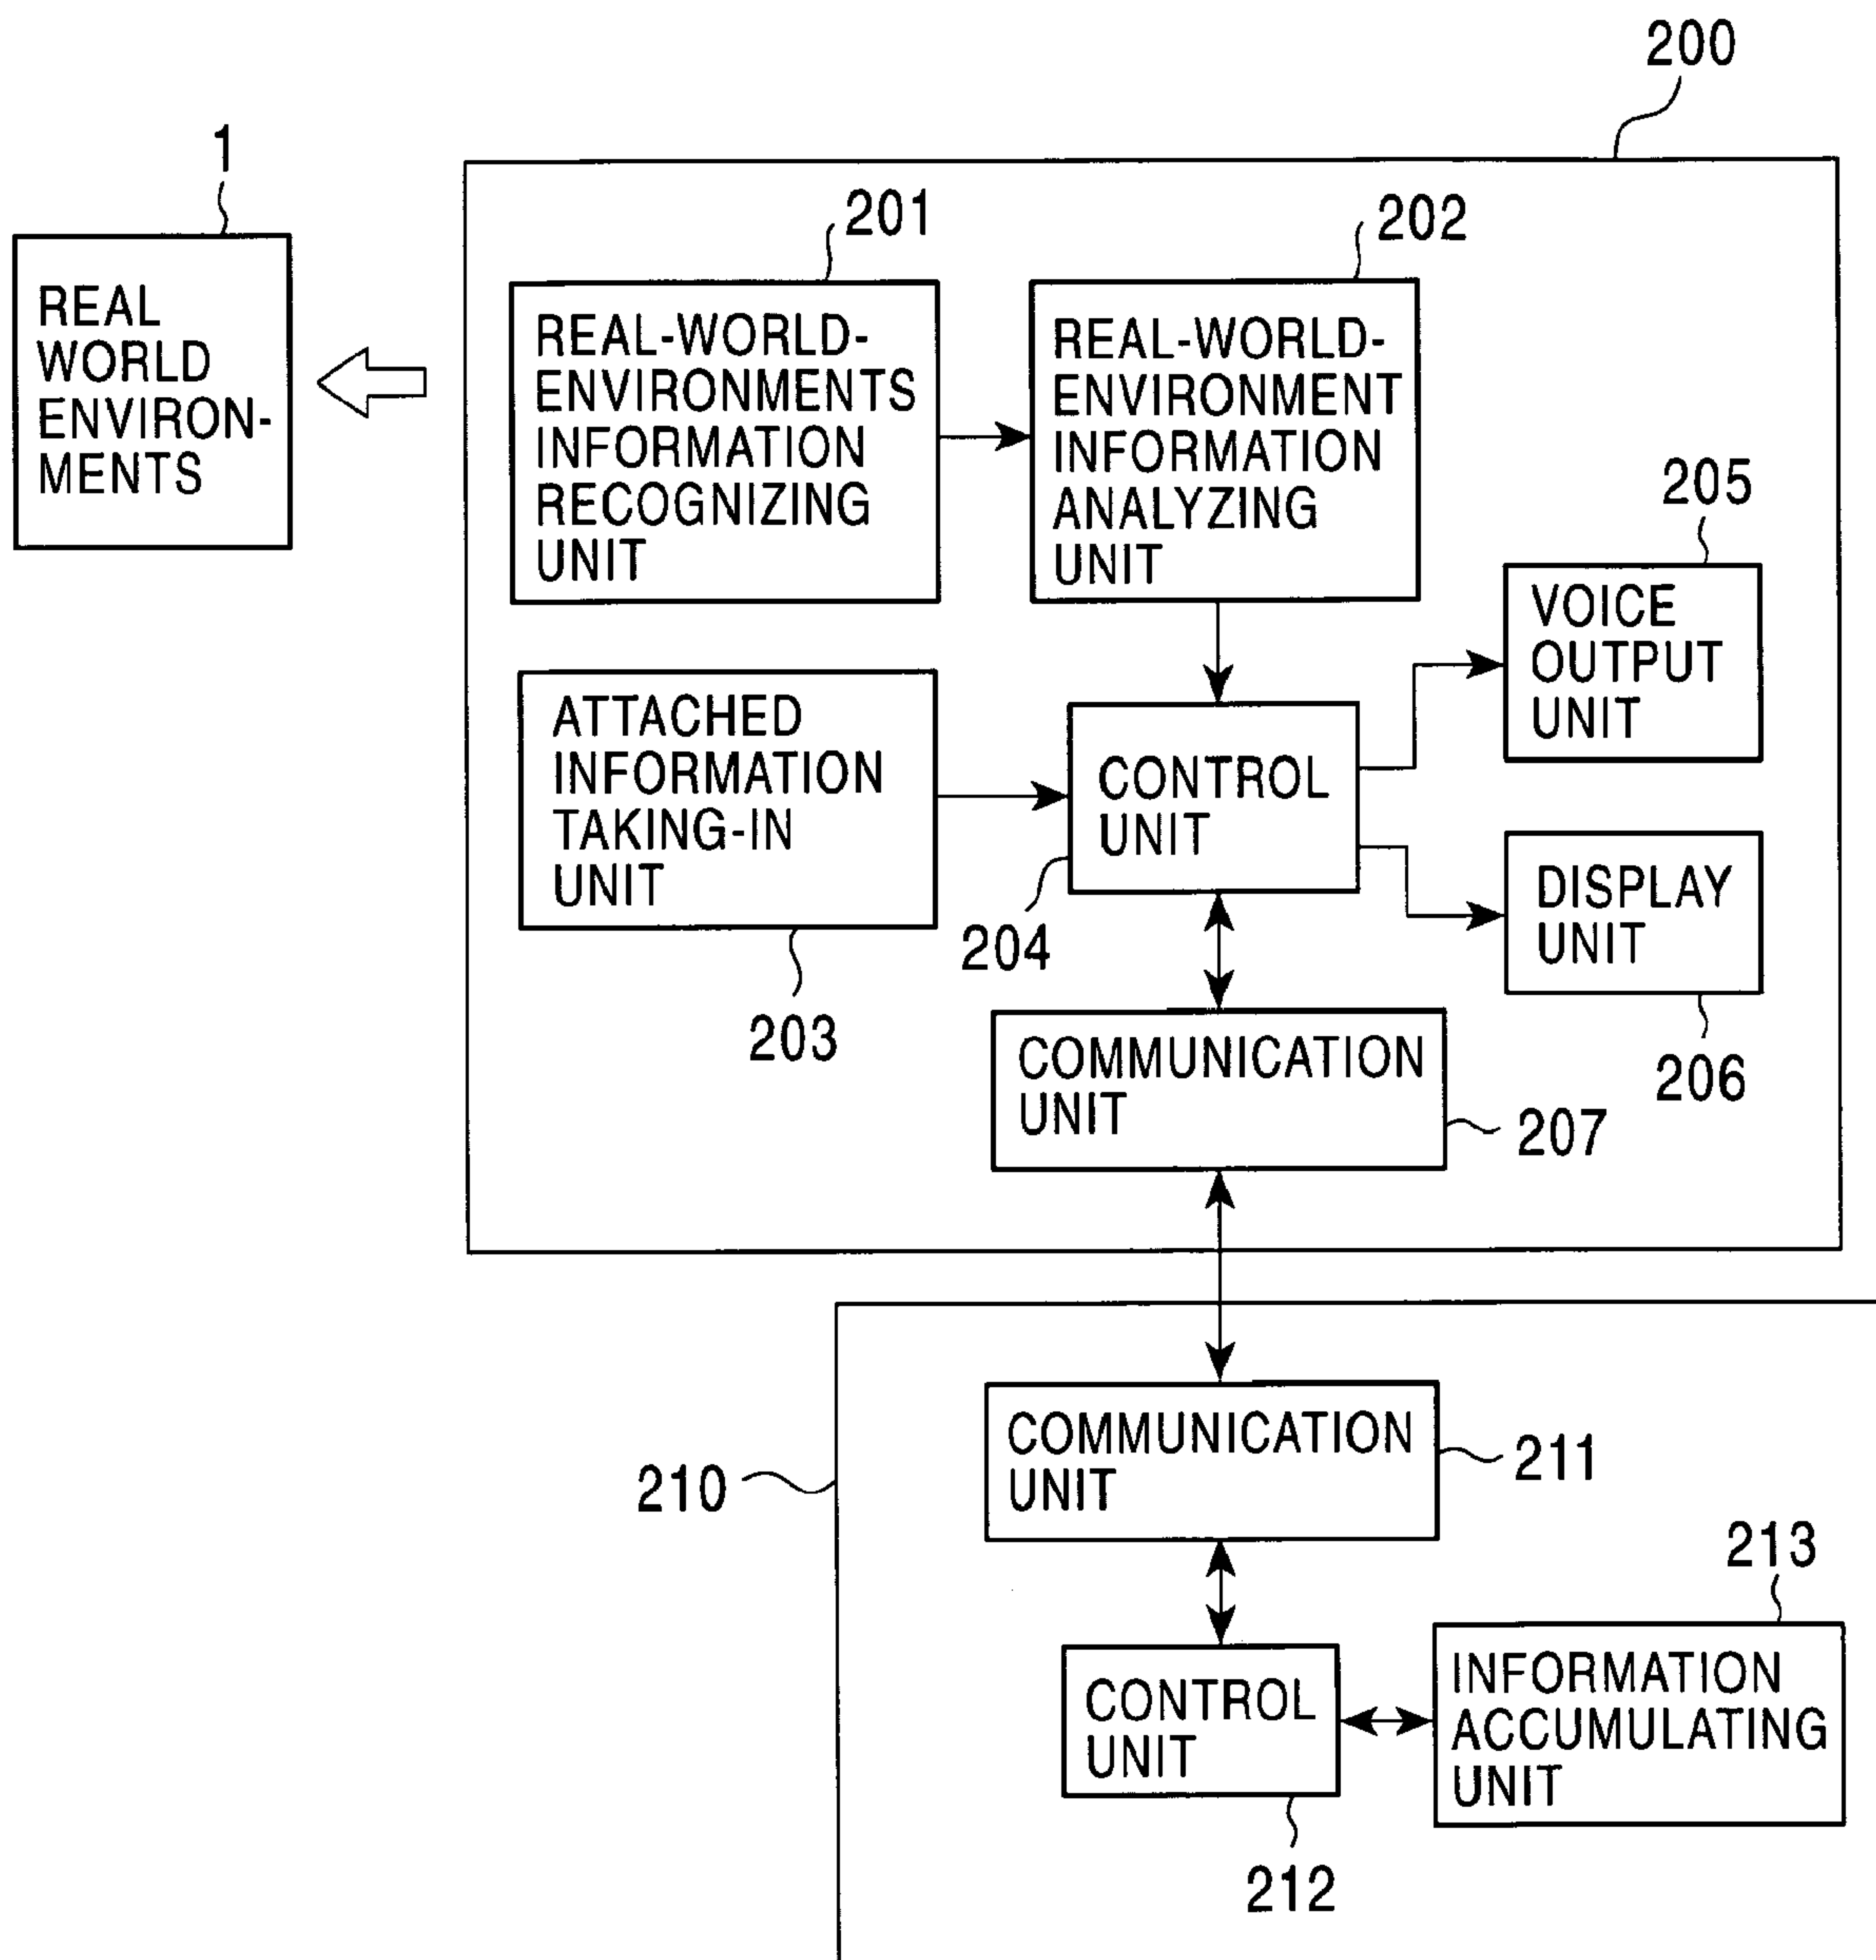 200
1
REAL
WORLD
ENVIRON-
MENTS
201
REAL-WORLD-
ENVIRONMENTS
INFORMATION
RECOGNIZING
UNIT
202
REAL-WORLD-
ENVIRONMENT
INFORMATION
ANALYZING
UNIT
205
VOICE
OUTPUT
UNIT
ATTACHED
INFORMATION
TAKING-IN
UNIT
203
CONTROL
UNIT
204
DISPLAY
UNIT
206
COMMUNICATION
UNIT
207
210
COMMUNICATION
UNIT
211
213
CONTROL
UNIT
212
INFORMATION
ACCUMULATING
UNIT